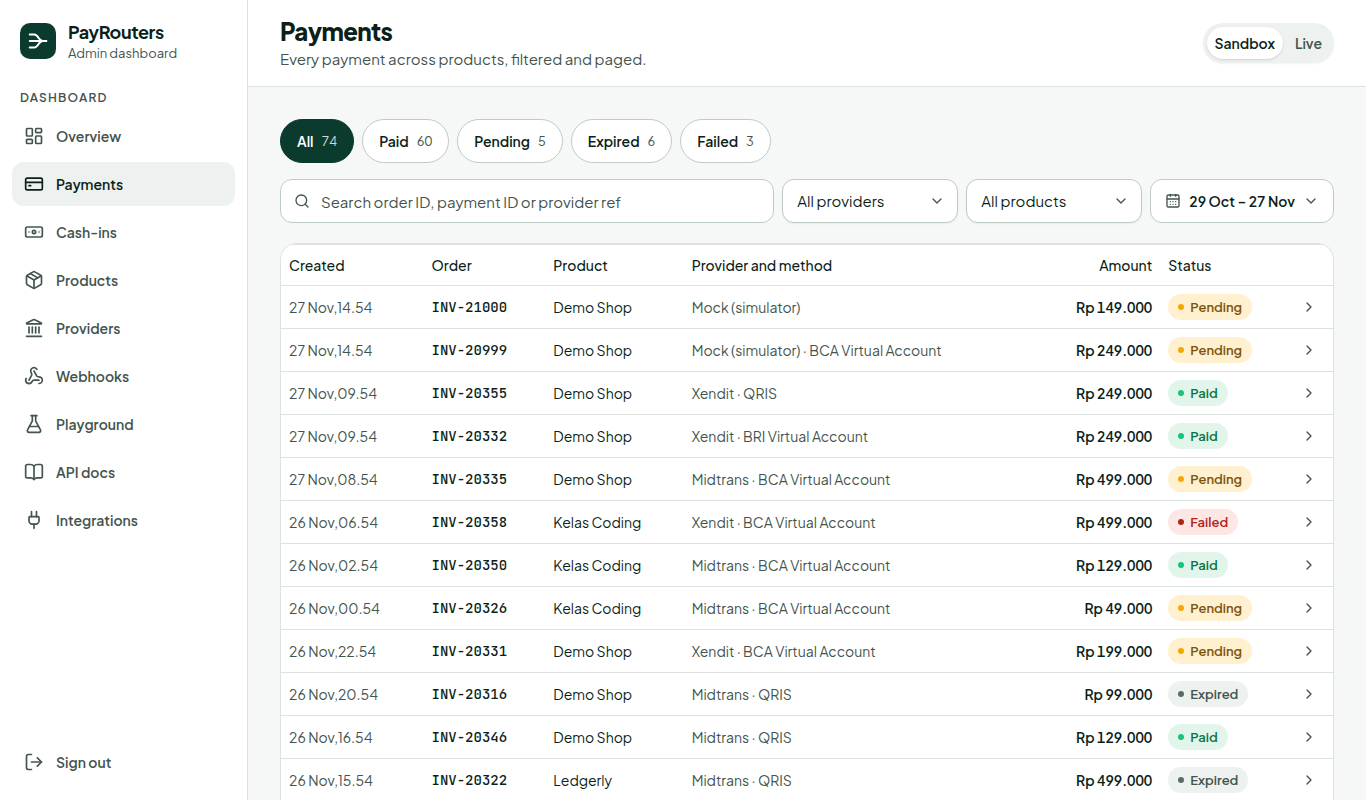 PayRouters
Admin dashboard
DASHBOARD
Overview
Payments
Cash-ins
Products
Providers
Webhooks
Playground
API docs
Integrations
Sign out
Payments
Every payment across products, filtered and paged.
Sandbox Live
All 74 Paid 60 Pending 5 Expired 6 Failed 3
Search order ID, payment ID or provider ref All providers All products 29 Oct – 27 Nov
Created Order Product Provider and method Amount Status
27 Nov, 14.54 INV-21000 Demo Shop Mock (simulator) Rp 149.000 Pending
27 Nov, 14.54 INV-20999 Demo Shop Mock (simulator) · BCA Virtual Account Rp 249.000 Pending
27 Nov, 09.54 INV-20355 Demo Shop Xendit · QRIS Rp 249.000 Paid
27 Nov, 09.54 INV-20332 Demo Shop Xendit · BRI Virtual Account Rp 249.000 Paid
27 Nov, 08.54 INV-20335 Demo Shop Midtrans · BCA Virtual Account Rp 499.000 Pending
26 Nov, 06.54 INV-20358 Kelas Coding Xendit · BCA Virtual Account Rp 499.000 Failed
26 Nov, 02.54 INV-20350 Kelas Coding Midtrans · BCA Virtual Account Rp 129.000 Paid
26 Nov, 00.54 INV-20326 Kelas Coding Midtrans · BCA Virtual Account Rp 49.000 Pending
26 Nov, 22.54 INV-20331 Demo Shop Xendit · BCA Virtual Account Rp 199.000 Pending
26 Nov, 20.54 INV-20316 Demo Shop Midtrans · QRIS Rp 99.000 Expired
26 Nov, 16.54 INV-20346 Demo Shop Midtrans · QRIS Rp 129.000 Paid
26 Nov, 15.54 INV-20322 Ledgerly Midtrans · QRIS Rp 499.000 Expired